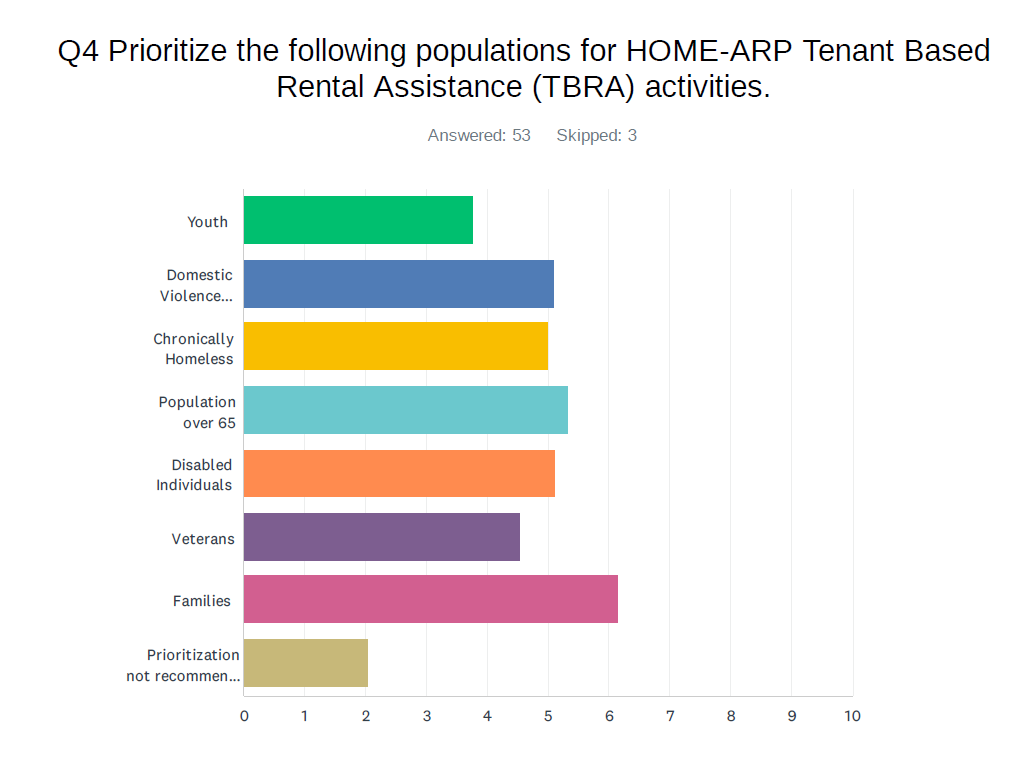 Q4 Prioritize the following populations for HOME-ARP Tenant Based
Rental Assistance (TBRA) activities.
Answered: 53 Skipped: 3
Youth
Domestic
Violence...
Chronically
Homeless
Population
over 65
Disabled
Individuals
Veterans
Families
Prioritization
not recommen...
0 1 2 3 4 5 6 7 8 9 10